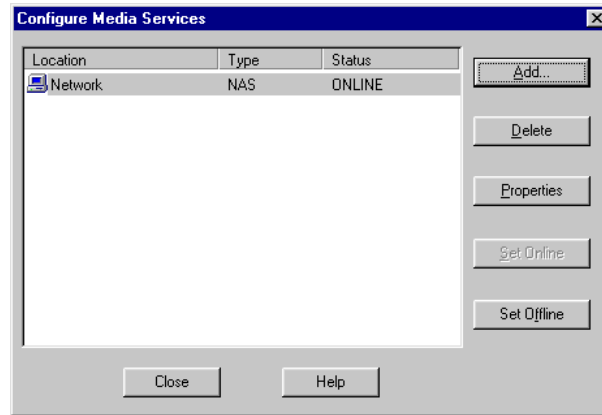 Configure Media Services
Location Type Status
Network NAS ONLINE
Add...
Delete
Properties
Set Online
Set Offline
Close Help